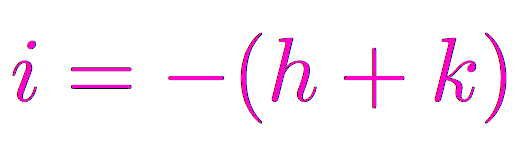 i = −(h + k)